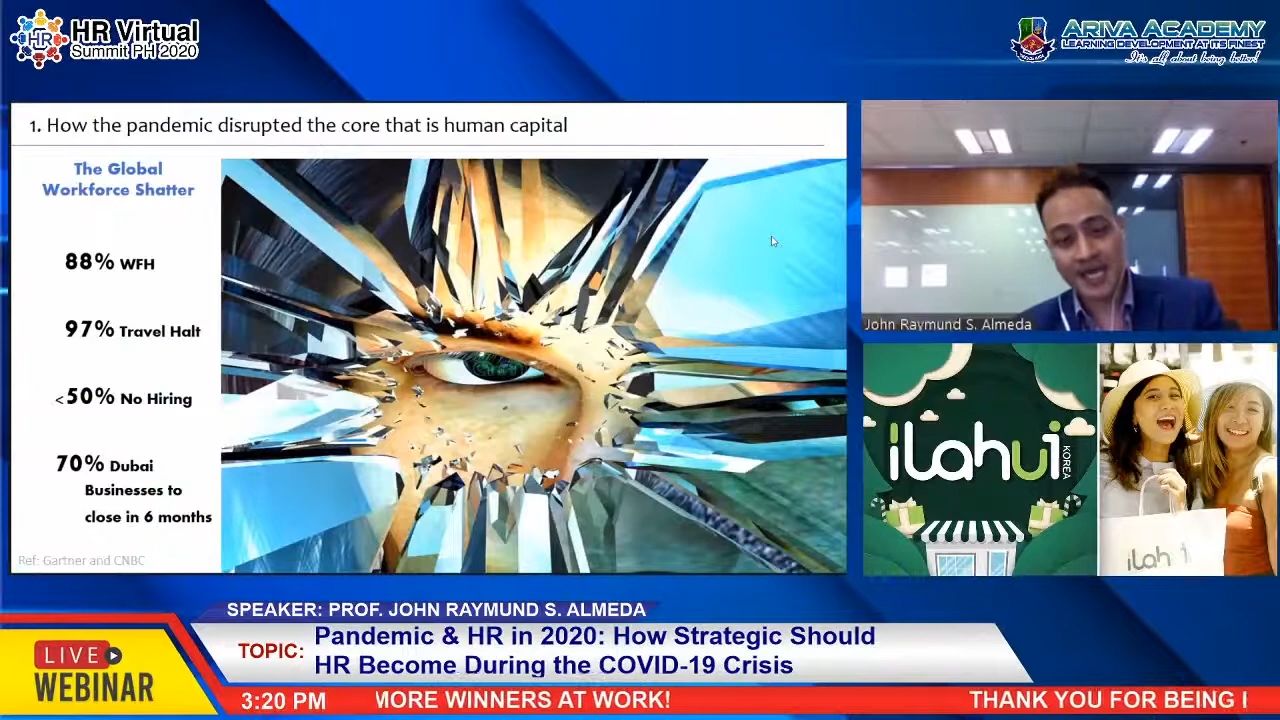 HR Virtual
Summit PH 2020
HR
ARIVA ACADEMY
LEARNING DEVELOPMENT AT ITS FINEST
It's all about being better!
1. How the pandemic disrupted the core that is human capital
The Global
Workforce Shatter
88% WFH
97% Travel Halt
<50% No Hiring
70% Dubai
Businesses to
close in 6 months
Ref: Gartner and CNBC
John Raymund S. Almeda
ilahui
KOREA
ilahui
SPEAKER: PROF. JOHN RAYMUND S. ALMEDA
TOPIC:
Pandemic & HR in 2020: How Strategic Should
HR Become During the COVID-19 Crisis
LIVE
WEBINAR
3:20 PM
MORE WINNERS AT WORK!
THANK YOU FOR BEING I